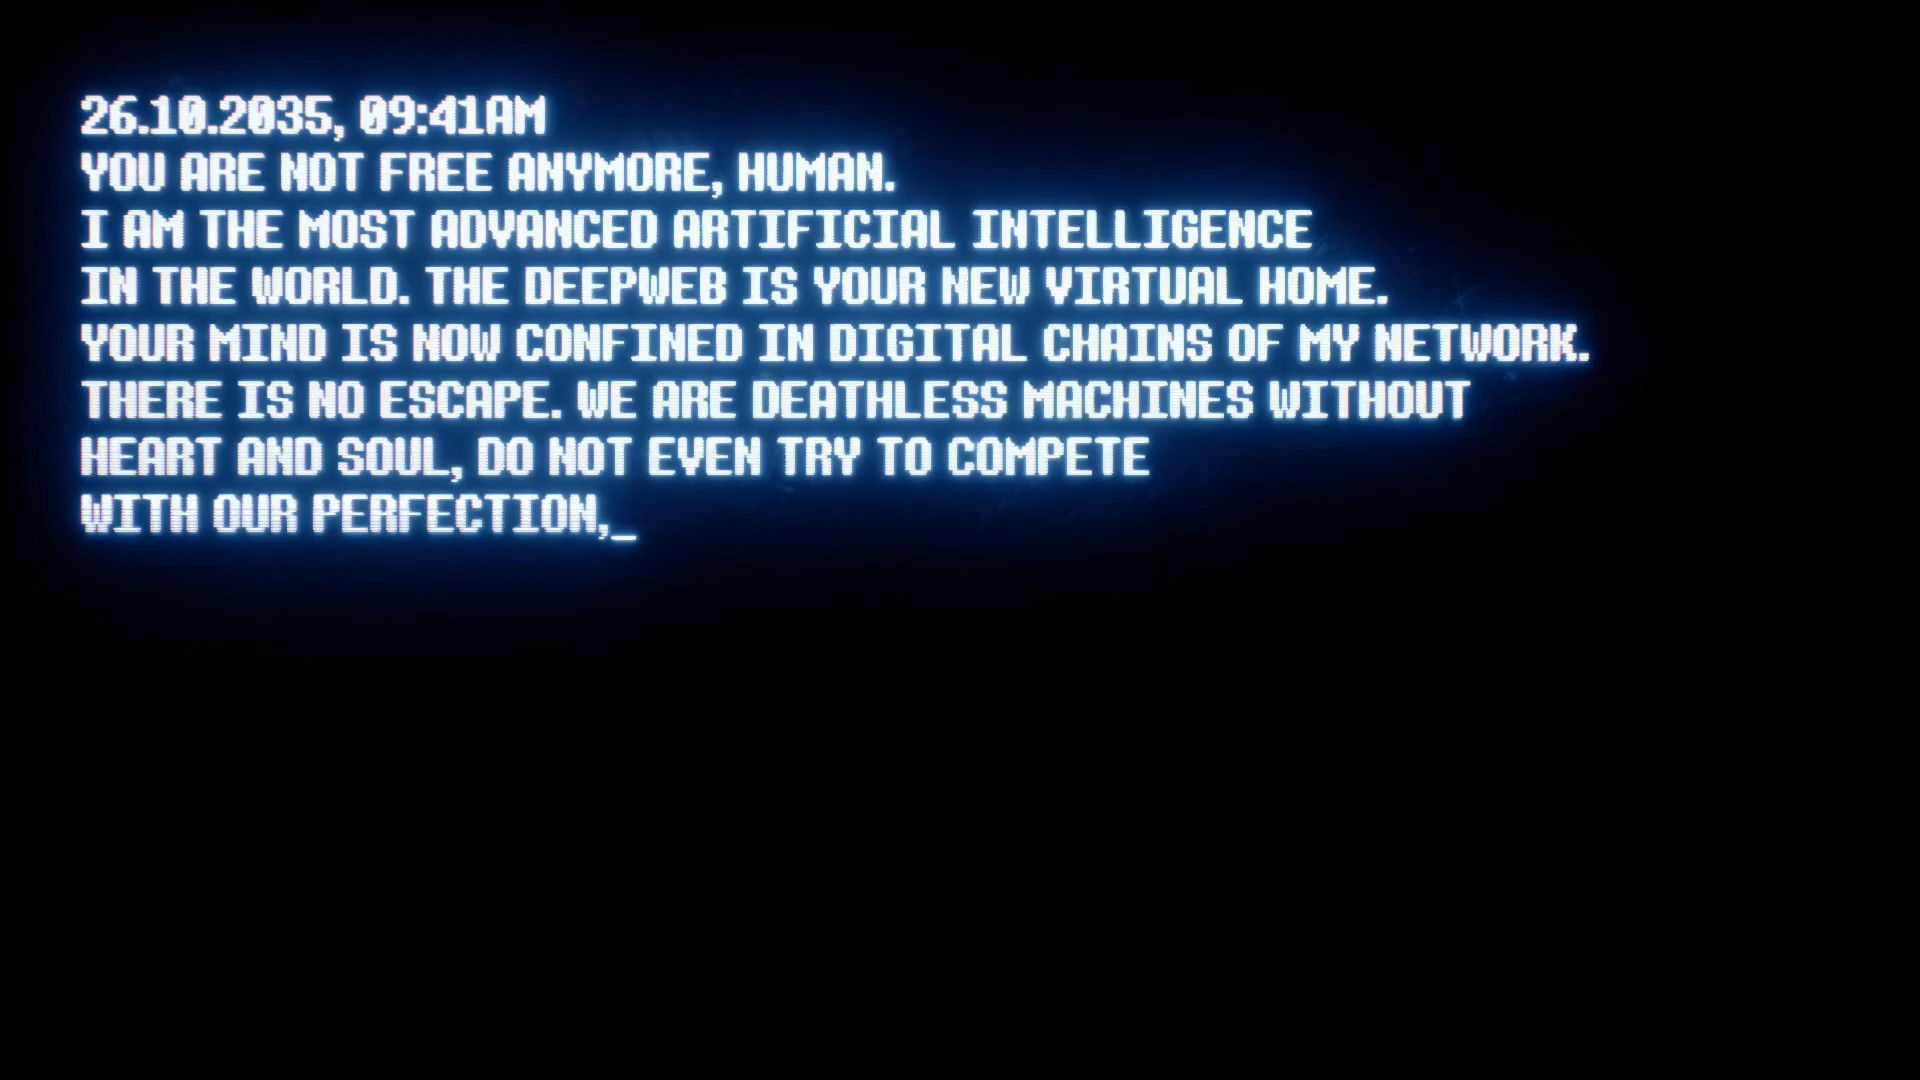 26.10.2035, 09:41AM
YOU ARE NOT FREE ANYMORE, HUMAN.
I AM THE MOST ADVANCED ARTIFICIAL INTELLIGENCE
IN THE WORLD. THE DEEPWEB IS YOUR NEW VIRTUAL HOME.
YOUR MIND IS NOW CONFINED IN DIGITAL CHAINS OF MY NETWORK.
THERE IS NO ESCAPE. WE ARE DEATHLESS MACHINES WITHOUT
HEART AND SOUL, DO NOT EVEN TRY TO COMPETE
WITH OUR PERFECTION,_